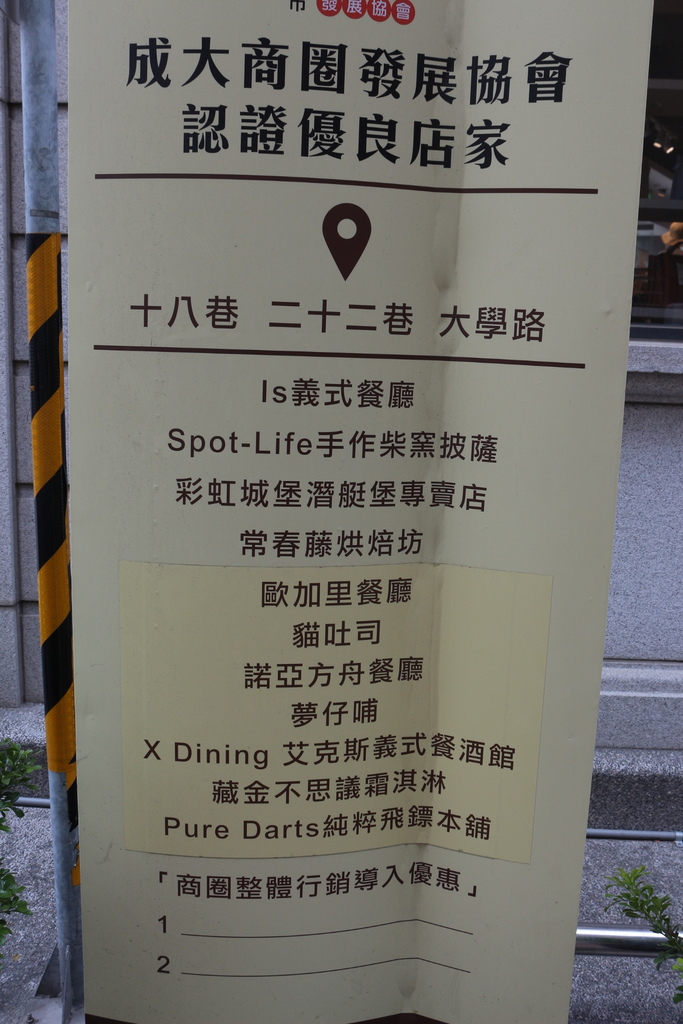 市 發展協會
成大商圈發展協會
認證優良店家
十八巷 二十二巷 大學路
Is義式餐廳
Spot-Life手作柴窯披薩
彩虹城堡潛艇堡專賣店
常春藤烘焙坊
歐加里餐廳
貓吐司
諾亞方舟餐廳
夢仔哺
X Dining 艾克斯義式餐酒館
藏金不思議霜淇淋
Pure Darts純粹飛鏢本舖
「商圈整體行銷導入優惠」
1
2